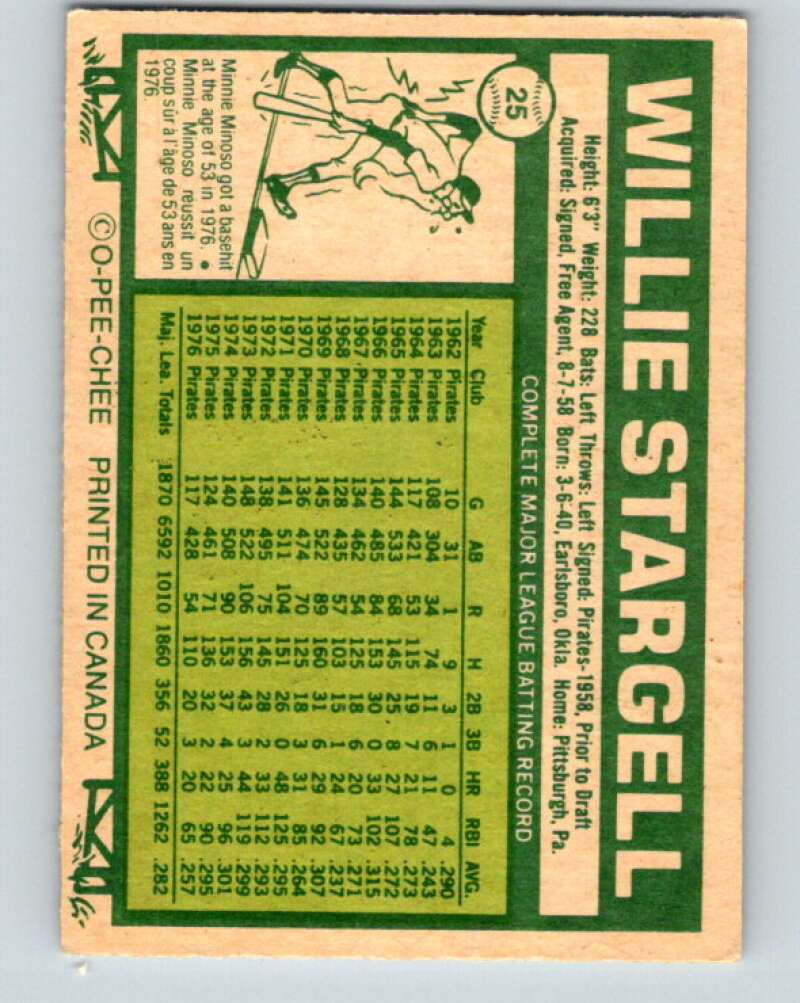 25
WILLIE STARGELL
Height: 6'3" Weight: 228 Bats: Left Throws: Left Signed: Pirates-1958, Prior to Draft
Acquired: Signed, Free Agent, 8-7-58 Born: 3-6-40, Earlsboro, Okla. Home: Pittsburgh, Pa.
COMPLETE MAJOR LEAGUE BATTING RECORD
Year Club G AB R H 2B 3B HR RBI AVG.
1962 Pirates 10 31 1 9 3 1 0 4 .290
1963 Pirates 108 304 34 74 11 6 11 47 .243
1964 Pirates 117 421 53 115 19 7 21 78 .273
1965 Pirates 144 533 68 145 25 8 27 107 .272
1966 Pirates 140 485 84 153 30 0 33 102 .315
1967 Pirates 134 462 54 125 18 6 20 73 .271
1968 Pirates 128 435 57 103 15 1 24 67 .237
1969 Pirates 145 522 89 160 31 6 29 92 .307
1970 Pirates 136 474 70 125 18 3 31 85 .264
1971 Pirates 141 511 104 151 26 0 48 125 .295
1972 Pirates 138 495 75 145 28 2 33 112 .293
1973 Pirates 148 522 106 156 43 3 44 119 .299
1974 Pirates 140 508 90 153 37 4 25 96 .301
1975 Pirates 124 461 71 136 32 2 22 90 .295
1976 Pirates 117 428 54 110 20 3 20 65 .257
Maj. Lea. Totals 1870 6592 1010 1860 356 52 388 1262 .282
Minnie Minoso got a basehit
at the age of 53 in 1976. •
Minnie Minoso réussit un
coup sûr à l'âge de 53 ans en
1976.
© O-PEE-CHEE PRINTED IN CANADA